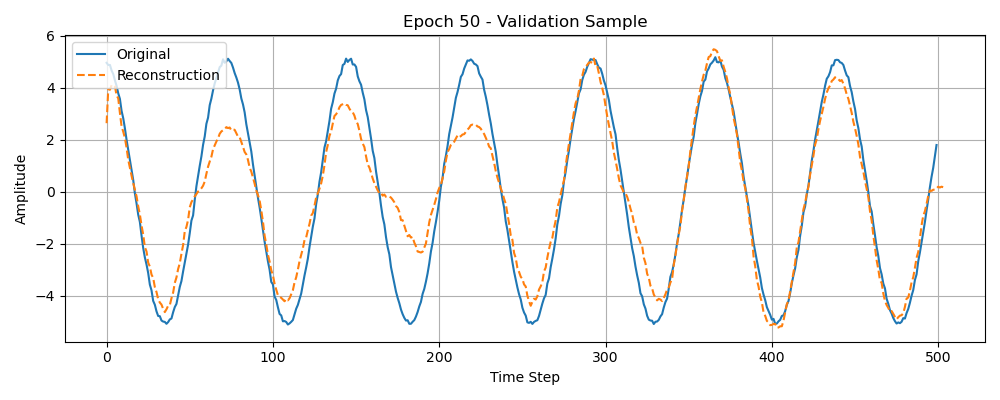 Epoch 50 - Validation Sample
Original
Reconstruction
6
4
2
0
−2
−4
Amplitude
0 100 200 300 400 500
Time Step